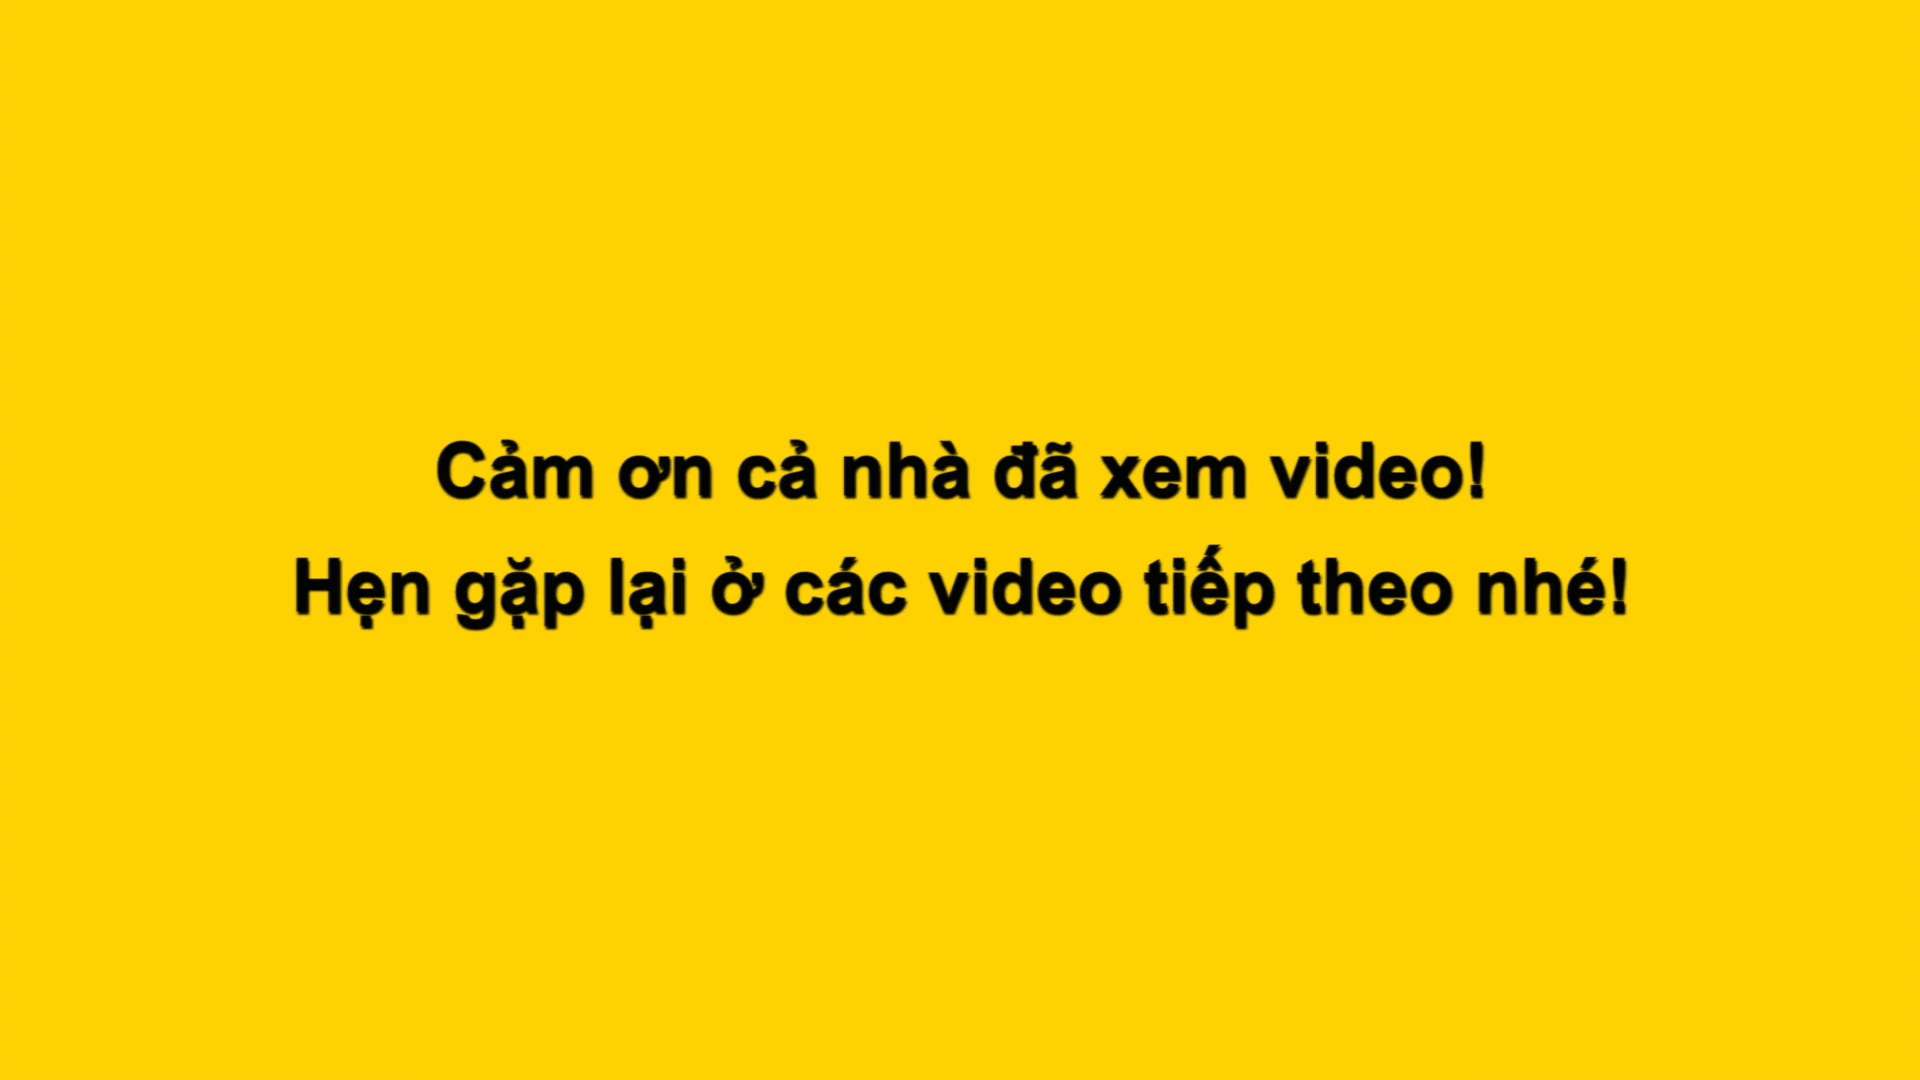 Cảm ơn cả nhà đã xem video!
Hẹn gặp lại ở các video tiếp theo nhé!